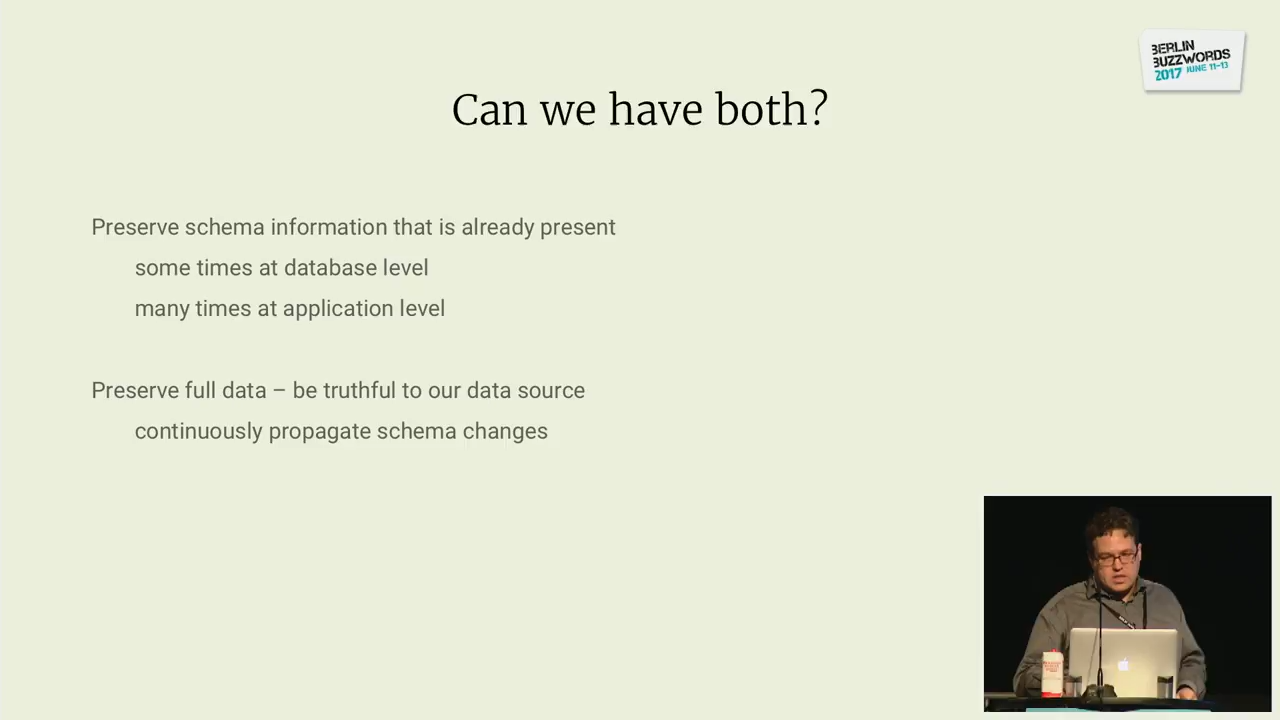 BERLIN
BUZZWORDS
2017 JUNE 11-13
Can we have both?
Preserve schema information that is already present
some times at database level
many times at application level
Preserve full data – be truthful to our data source
continuously propagate schema changes